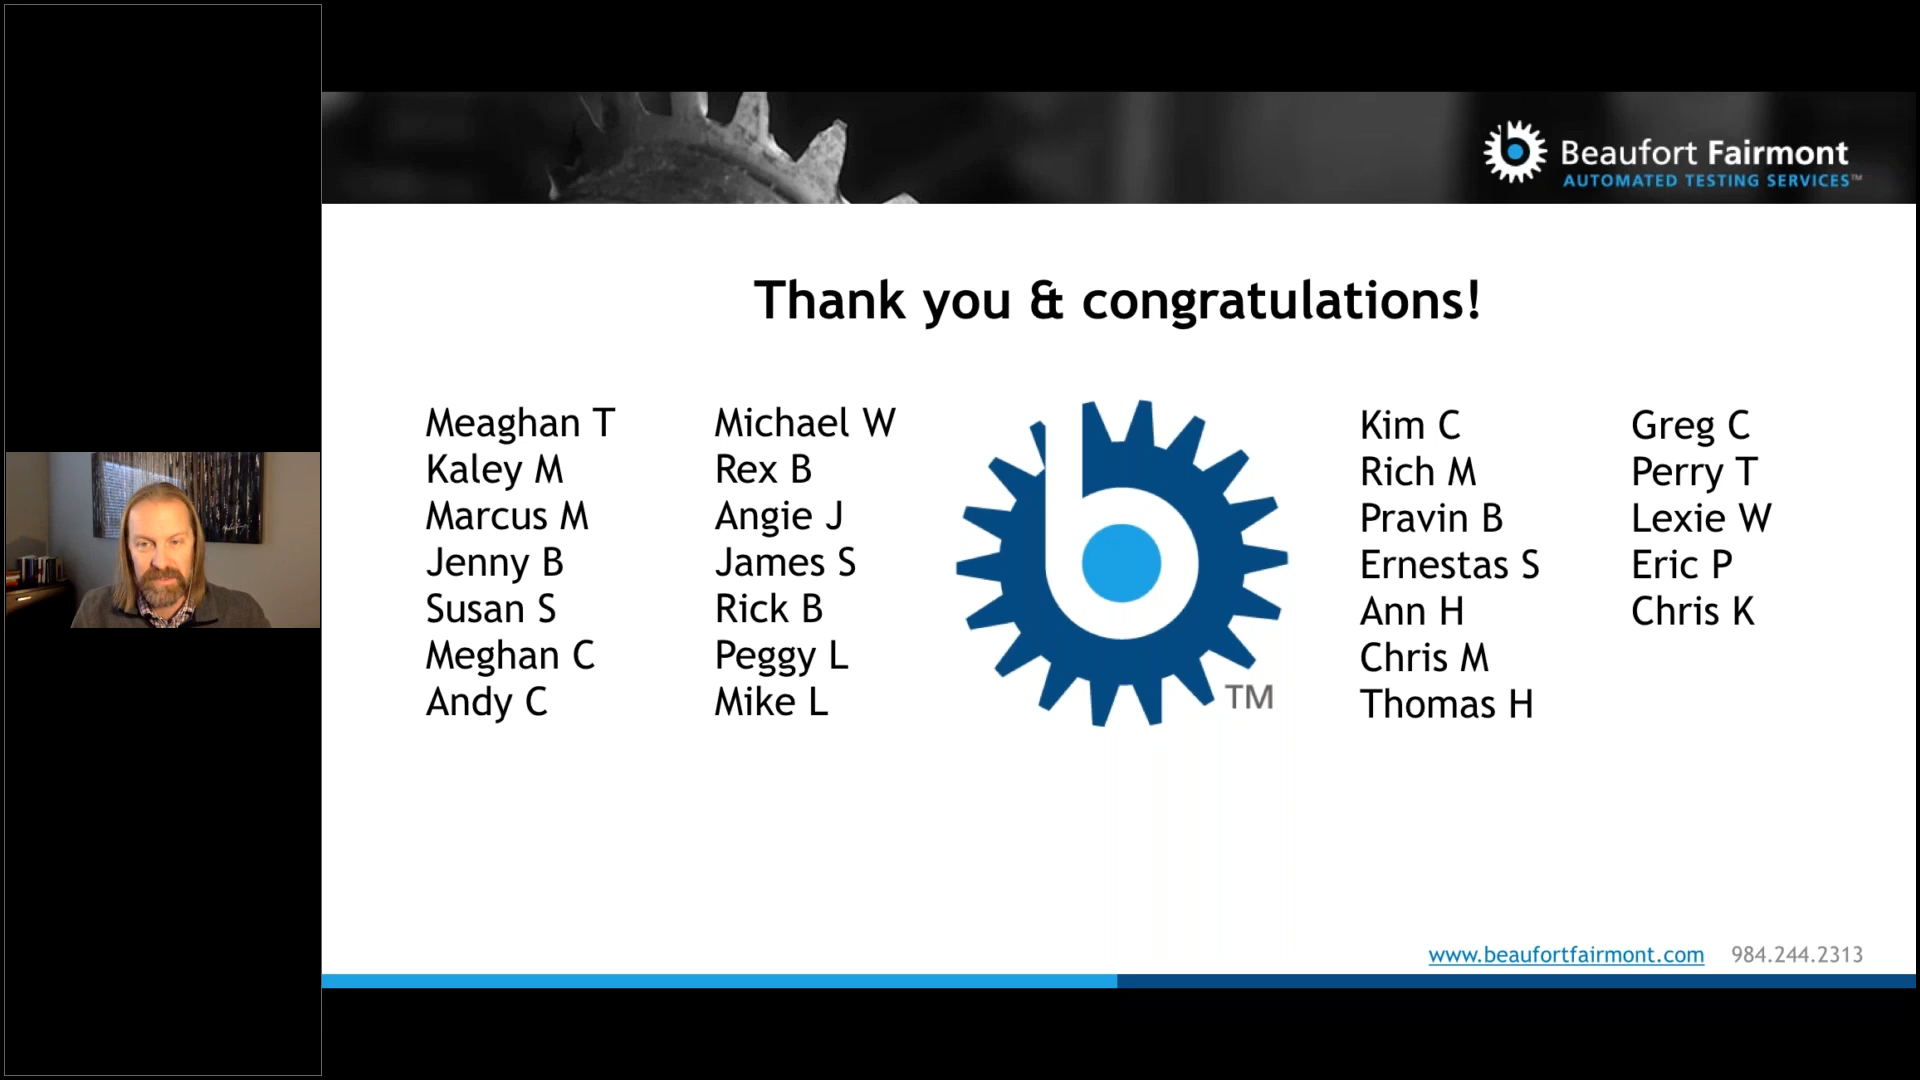 Beaufort Fairmont
AUTOMATED TESTING SERVICES™
Thank you & congratulations!
Meaghan T
Kaley M
Marcus M
Jenny B
Susan S
Meghan C
Andy C
Michael W
Rex B
Angie J
James S
Rick B
Peggy L
Mike L
TM
Kim C
Rich M
Pravin B
Ernestas S
Ann H
Chris M
Thomas H
Greg C
Perry T
Lexie W
Eric P
Chris K
www.beaufortfairmont.com 984.244.2313